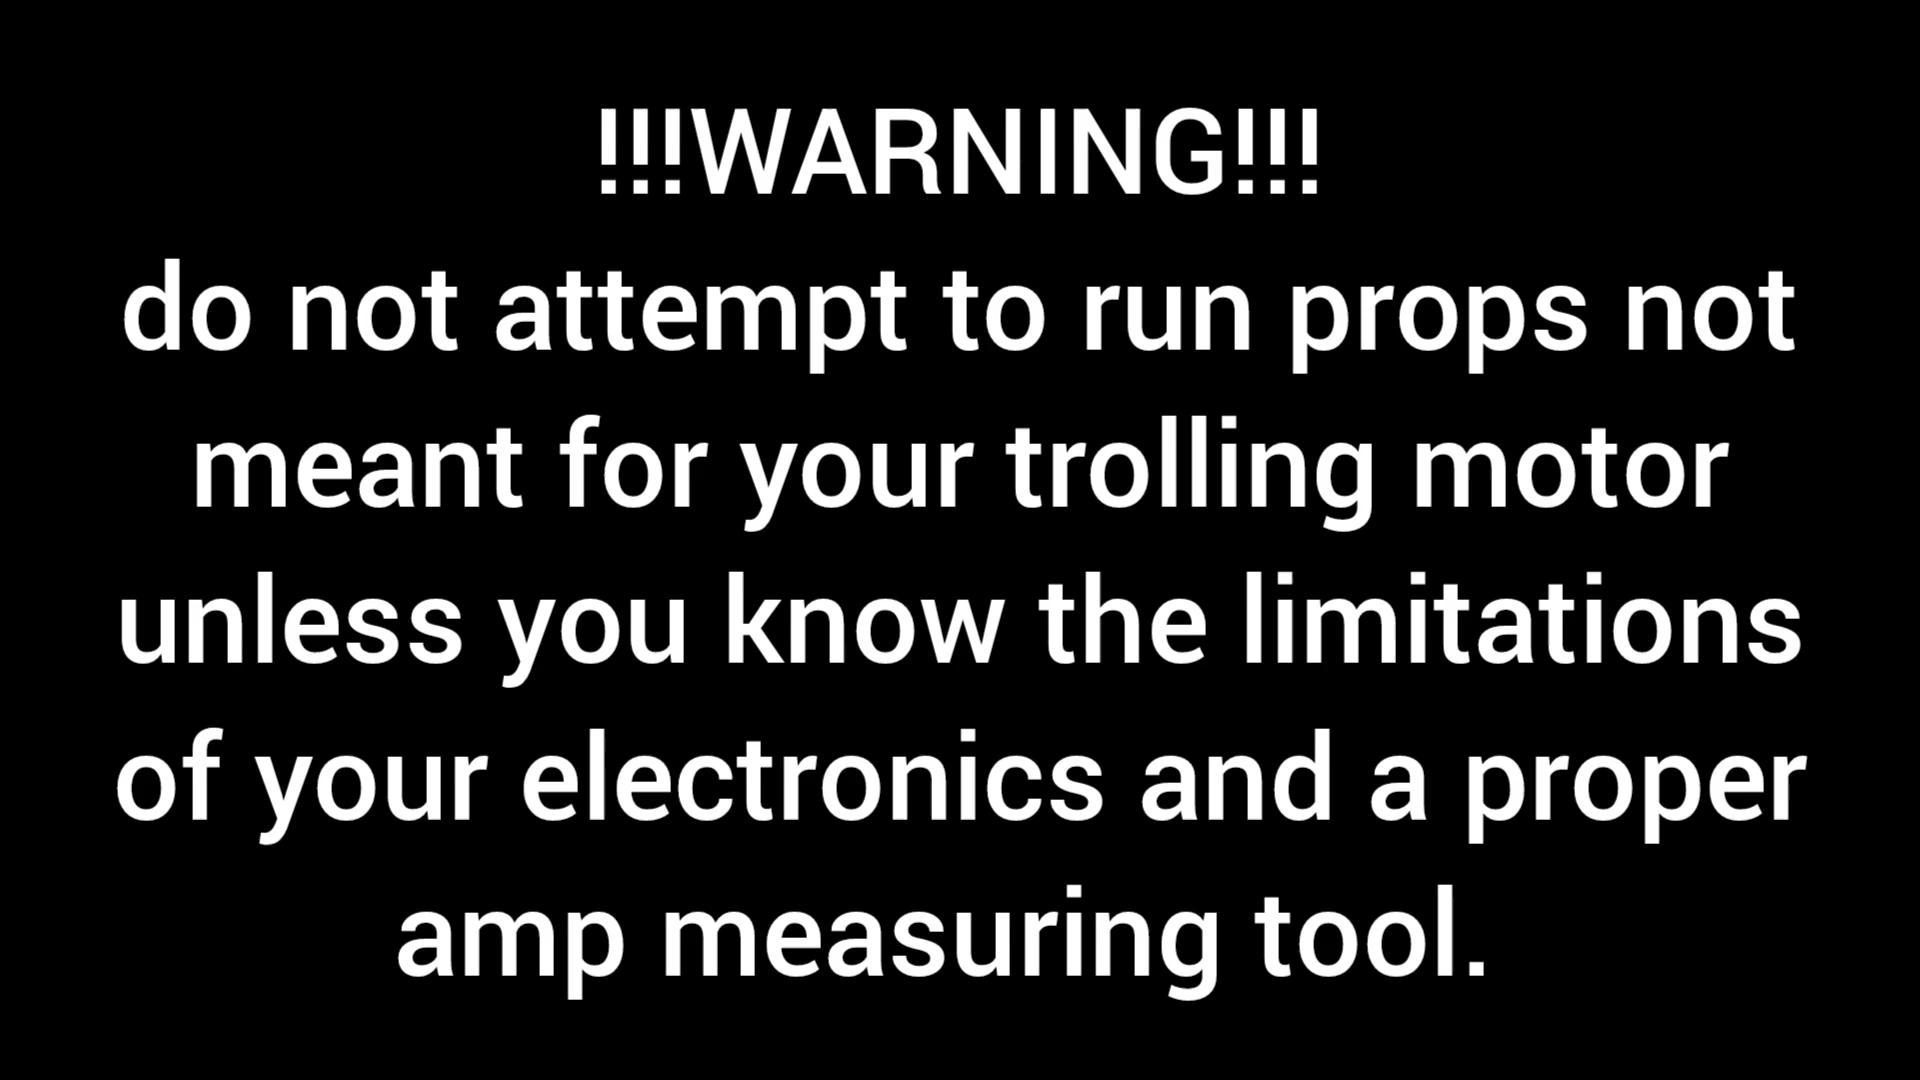 !!!WARNING!!!
do not attempt to run props not
meant for your trolling motor
unless you know the limitations
of your electronics and a proper
amp measuring tool.